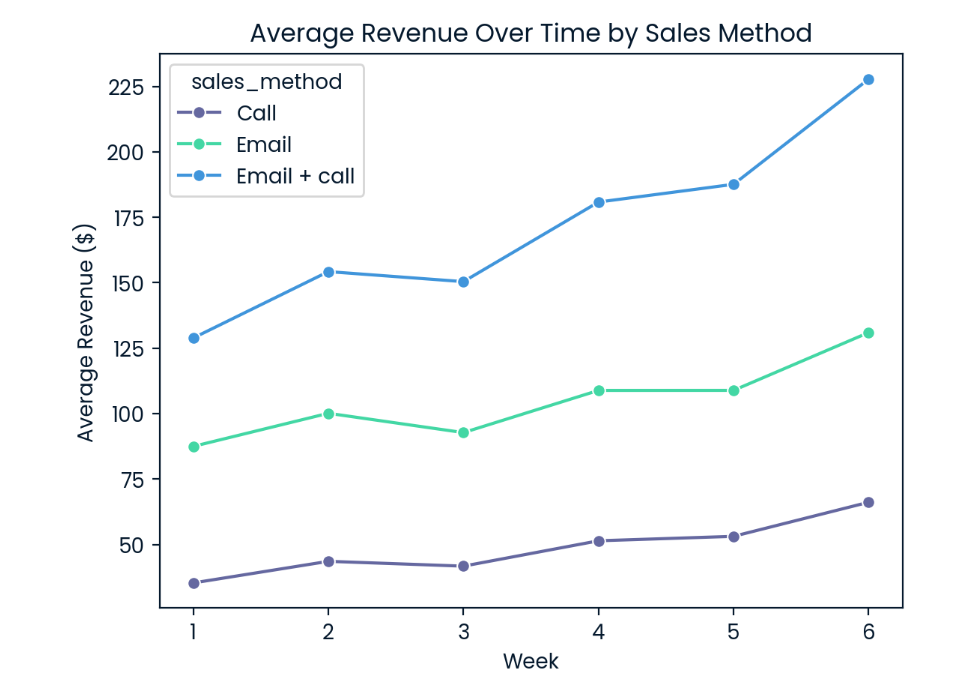 Average Revenue Over Time by Sales Method
sales_method
Call
Email
Email + call
Average Revenue ($)
225
200
175
150
125
100
75
50
1 2 3 4 5 6
Week